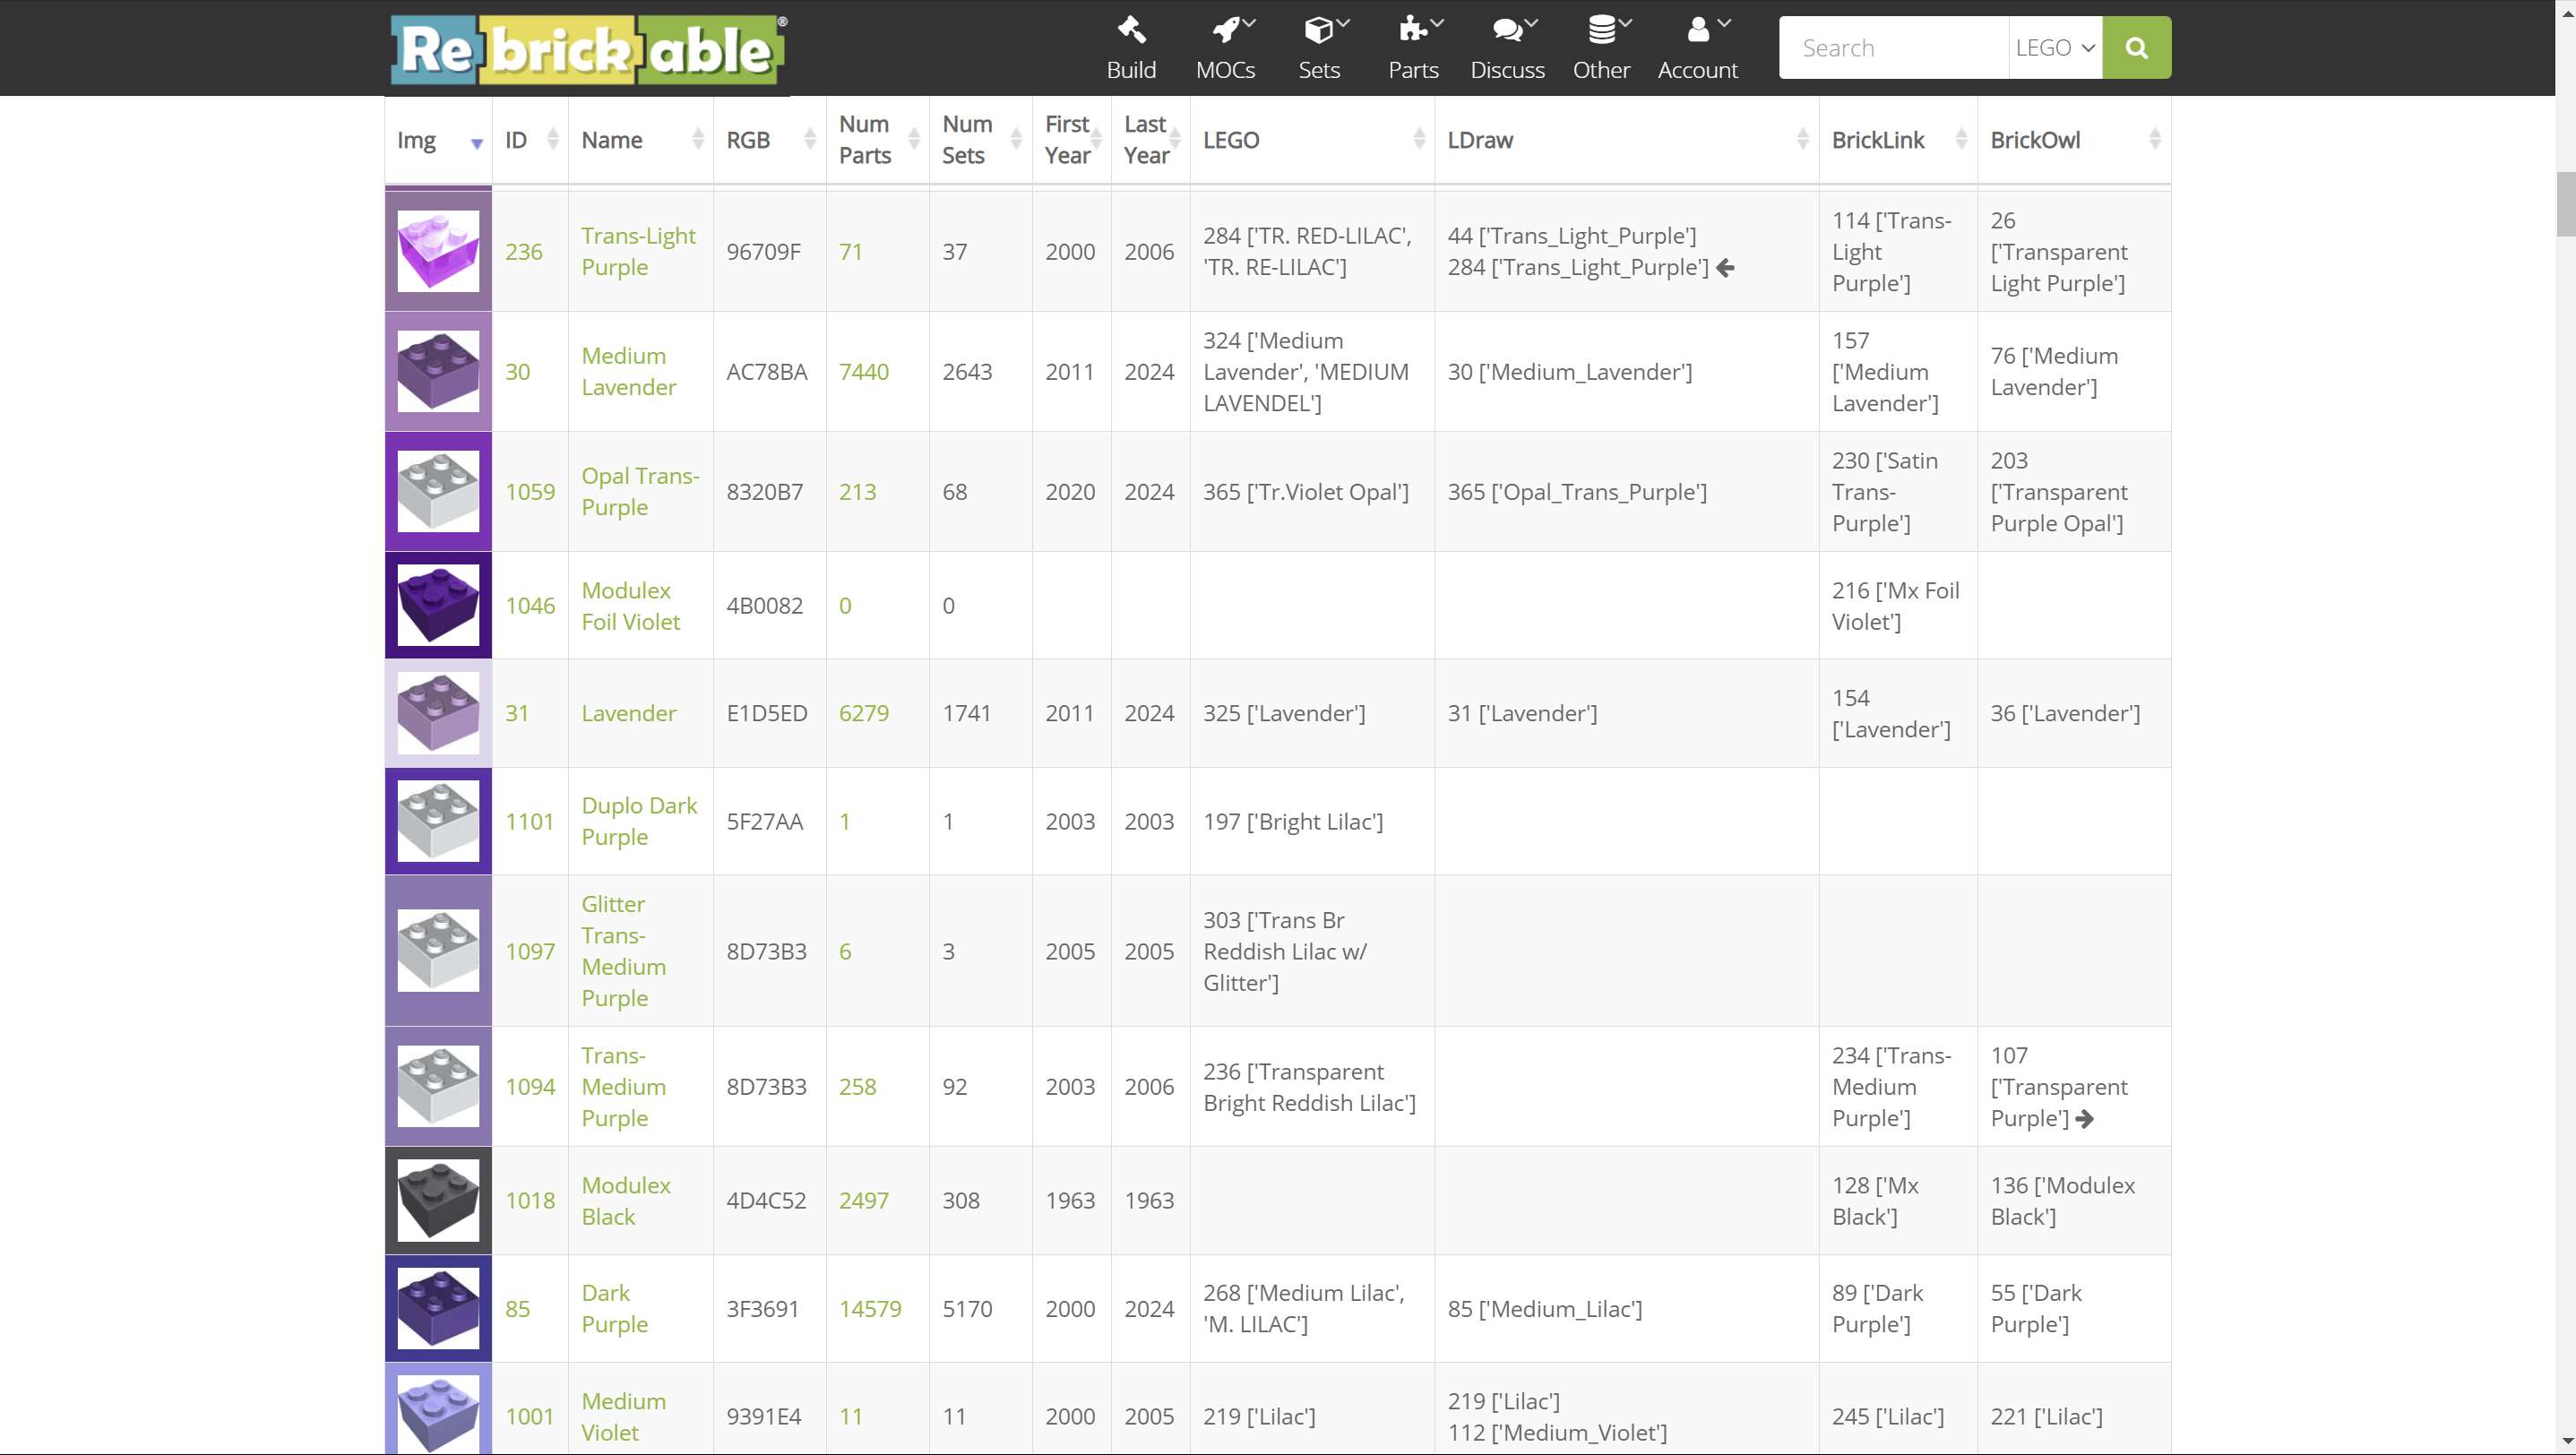 Rebrickable®
Build MOCs Sets Parts Discuss Other Account Search LEGO
Img ID Name RGB Num Parts Num Sets First Year Last Year LEGO LDraw BrickLink BrickOwl
236 Trans-Light Purple 96709F 71 37 2000 2006 284 ['TR. RED-LILAC', 'TR. RE-LILAC'] 44 ['Trans_Light_Purple'] 284 ['Trans_Light_Purple'] 114 ['Trans-Light Purple'] 26 ['Transparent Light Purple']
30 Medium Lavender AC78BA 7440 2643 2011 2024 324 ['Medium Lavender', 'MEDIUM LAVENDEL'] 30 ['Medium_Lavender'] 157 ['Medium Lavender'] 76 ['Medium Lavender']
1059 Opal Trans-Purple 8320B7 213 68 2020 2024 365 ['Tr.Violet Opal'] 365 ['Opal_Trans_Purple'] 230 ['Satin Trans-Purple'] 203 ['Transparent Purple Opal']
1046 Modulex Foil Violet 4B0082 0 0 216 ['Mx Foil Violet']
31 Lavender E1D5ED 6279 1741 2011 2024 325 ['Lavender'] 31 ['Lavender'] 154 ['Lavender'] 36 ['Lavender']
1101 Duplo Dark Purple 5F27AA 1 1 2003 2003 197 ['Bright Lilac']
1097 Glitter Trans-Medium Purple 8D73B3 6 3 2005 2005 303 ['Trans Br Reddish Lilac w/ Glitter']
1094 Trans-Medium Purple 8D73B3 258 92 2003 2006 236 ['Transparent Bright Reddish Lilac'] 234 ['Trans-Medium Purple'] 107 ['Transparent Purple']
1018 Modulex Black 4D4C52 2497 308 1963 1963 128 ['Mx Black'] 136 ['Modulex Black']
85 Dark Purple 3F3691 14579 5170 2000 2024 268 ['Medium Lilac', 'M. LILAC'] 85 ['Medium_Lilac'] 89 ['Dark Purple'] 55 ['Dark Purple']
1001 Medium Violet 9391E4 11 11 2000 2005 219 ['Lilac'] 219 ['Lilac'] 112 ['Medium_Violet'] 245 ['Lilac'] 221 ['Lilac']